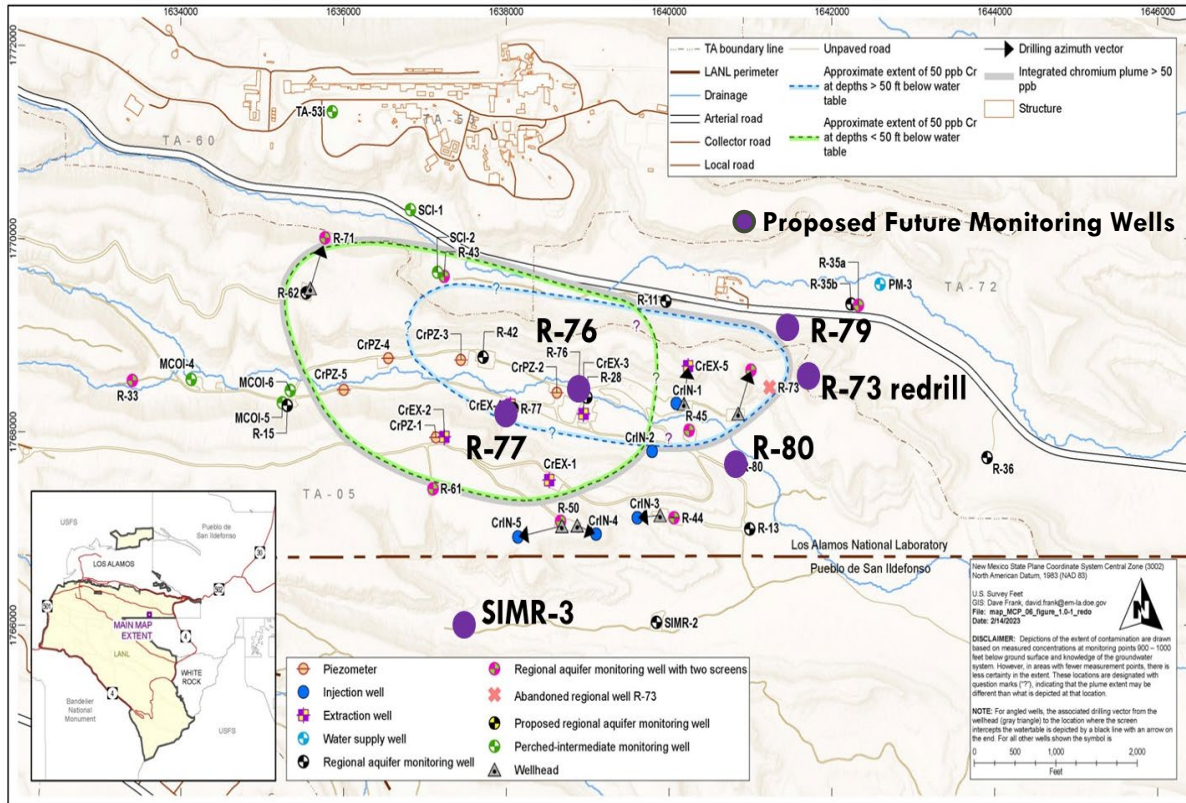 1634000
1636000
1638000
1640000
1642000
1644000
1646000
1772000
1770000
1768000
1766000
TA boundary line
LANL perimeter
Drainage
Arterial road
Collector road
Local road
Unpaved road
Approximate extent of 50 ppb Cr
at depths > 50 ft below water
table
Approximate extent of 50 ppb Cr
at depths < 50 ft below water
table
Drilling azimuth vector
Integrated chromium plume > 50
ppb
Structure
TA-53i
TA-60
SCI-1
Proposed Future Monitoring Wells
SCI-2
R-43
R-71
R-62
R-11
R-35a
R-35b
PM-3
TA-72
R-79
?
?
?
?
?
?
R-76
R-42
CrPZ-3
CrPZ-4
CrPZ-5
R-76
CrEX-3
CrPZ-2
R-28
CrEX-5
CrIN-1
R-45
R-73
R-73 redrill
MCOI-4
MCOI-6
MCOI-5
R-15
R-33
CrEX-2
CrPZ-1
R-77
R-77
CrIN-2
R-80
R-80
R-36
CrEX-1
TA-05
R-61
R-50
CrIN-5
CrIN-4
CrIN-3
R-44
R-13
Los Alamos National Laboratory
Pueblo de San Ildefonso
SIMR-3
SIMR-2
USFS
USFS
Pueblo de
San Ildefonso
LOS ALAMOS
30
502
501
4
4
MAIN MAP
EXTENT
LANL
WHITE
ROCK
Bandelier
National
Monument
USFS
Piezometer
Injection well
Extraction well
Water supply well
Regional aquifer monitoring well
Regional aquifer monitoring well with two screens
Abandoned regional well R-73
Proposed regional aquifer monitoring well
Perched-intermediate monitoring well
Wellhead
New Mexico State Plane Coordinate System Central Zone (3002)
North American Datum, 1983 (NAD 83)
U.S. Survey Feet
GIS: Dave Frank, david.frank@em-la.doe.gov
File: map_MCP_06_figure_1.0-1_redo
Date: 2/14/2023
N
DISCLAIMER: Depictions of the extent of contamination are drawn
based on measured concentrations at monitoring points 900 – 1000
feet below ground surface and knowledge of the groundwater
system. However, in areas with fewer measurement points, there is
less certainty in the extent. These locations are designated with
question marks ("?"), indicating that the plume extent may be
different than what is depicted at that location.
NOTE: For angled wells, the associated drilling vector from the
wellhead (gray triangle) to the location where the screen
intercepts the watertable is depicted by a black line with an arrow on
the end. For all other wells shown the symbol is
0 500 1,000 2,000
Feet